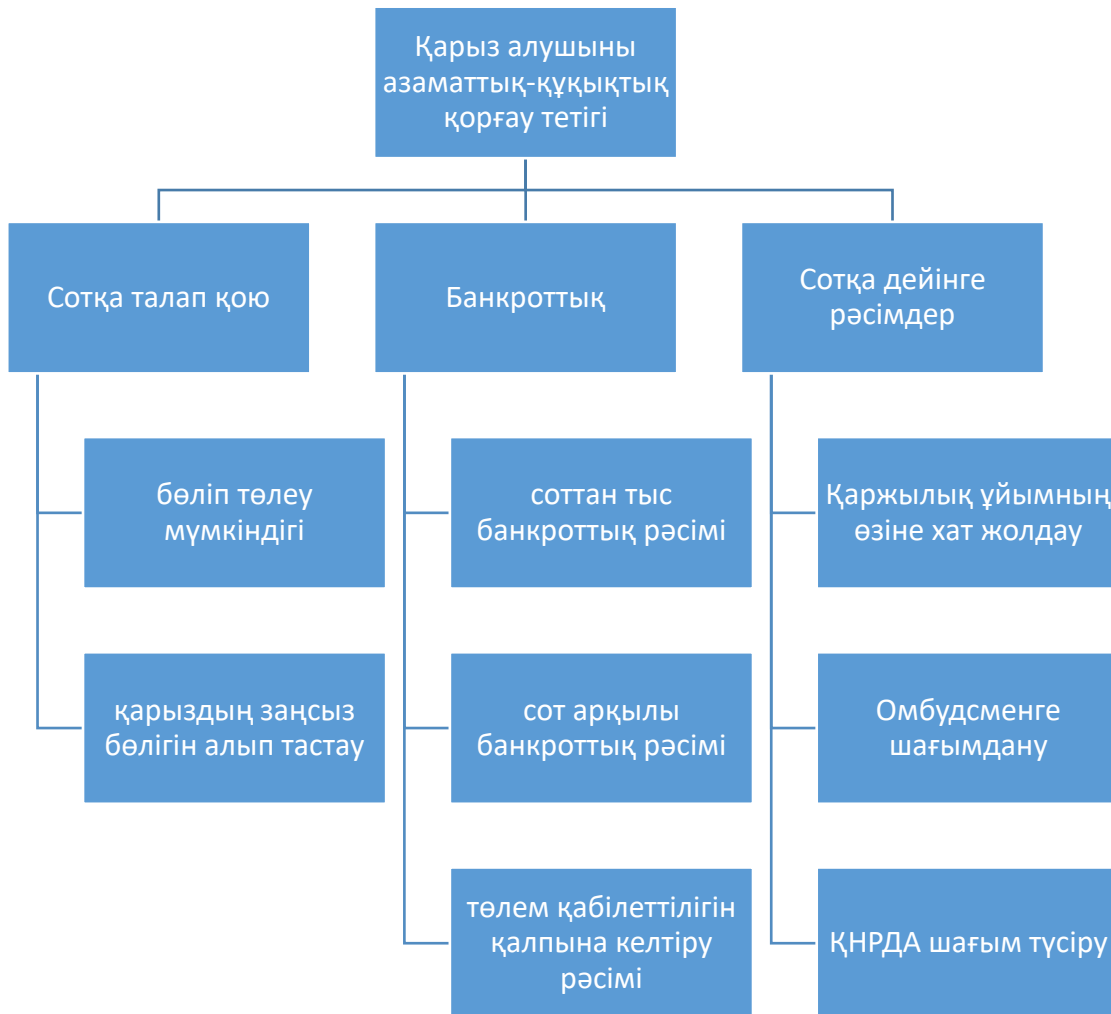 Қарыз алушыны
азаматтық-құқықтық
қорғау тетігі
Сотқа талап қою
бөліп төлеу
мүмкіндігі
қарыздың заңсыз
бөлігін алып тастау
Банкроттық
соттан тыс
банкроттық рәсімі
сот арқылы
банкроттық рәсімі
төлем қабілеттілігін
қалпына келтіру
рәсімі
Сотқа дейінге
рәсімдер
Қаржылық ұйымның
өзіне хат жолдау
Омбудсменге
шағымдану
ҚНРДА шағым түсіру